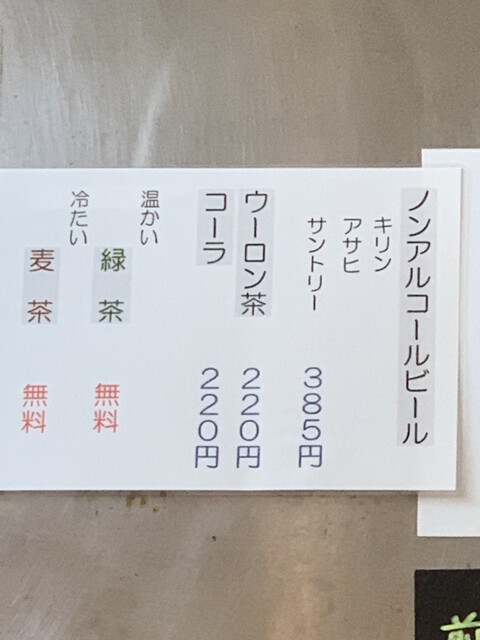 ノンアルコールビール
キリン
アサヒ
サントリー 385円
ウーロン茶 220円
コーラ 220円
温かい
緑茶 無料
冷たい
麦茶 無料